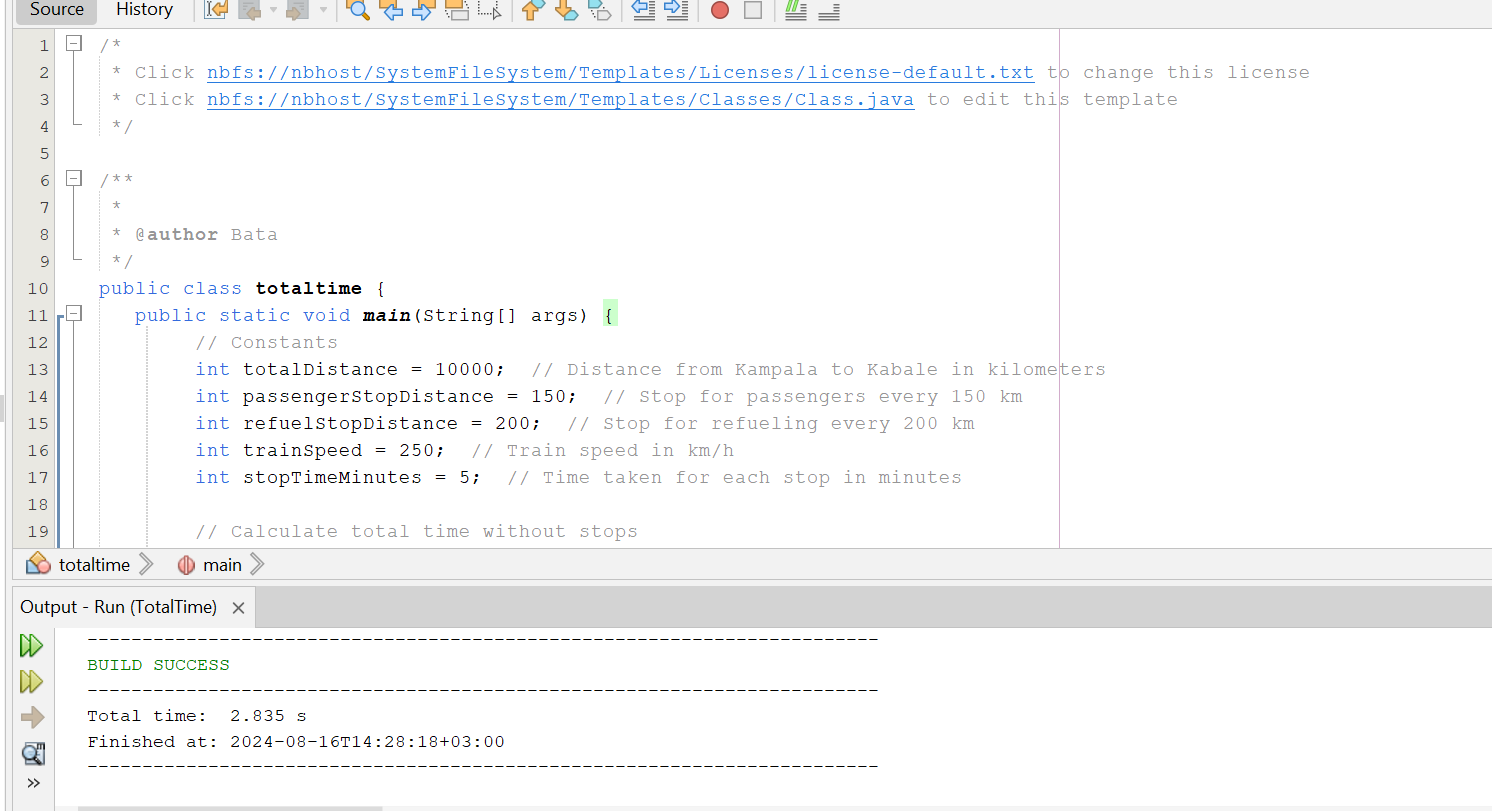 Source History
1 /*
2 * Click nbfs://nbhost/SystemFileSystem/Templates/Licenses/license-default.txt to change this license
3 * Click nbfs://nbhost/SystemFileSystem/Templates/Classes/Class.java to edit this template
4 */
5
6 /**
7 *
8 * @author Bata
9 */
10 public class totaltime {
11 public static void main(String[] args) {
12 // Constants
13 int totalDistance = 10000; // Distance from Kampala to Kabale in kilometers
14 int passengerStopDistance = 150; // Stop for passengers every 150 km
15 int refuelStopDistance = 200; // Stop for refueling every 200 km
16 int trainSpeed = 250; // Train speed in km/h
17 int stopTimeMinutes = 5; // Time taken for each stop in minutes
18
19 // Calculate total time without stops
totaltime main
Output - Run (TotalTime)
------------------------------------------------------------------------
BUILD SUCCESS
------------------------------------------------------------------------
Total time:  2.835 s
Finished at: 2024-08-16T14:28:18+03:00
------------------------------------------------------------------------